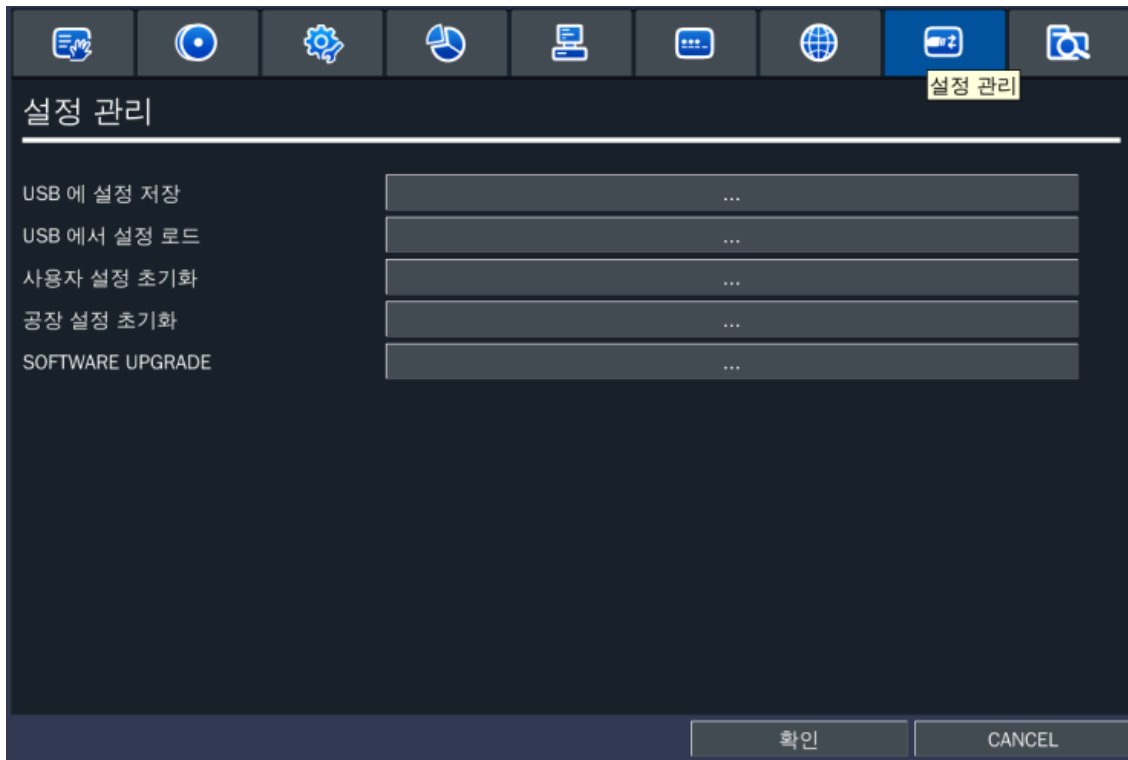 설정 관리
설정 관리
USB 에 설정 저장 ...
USB 에서 설정 로드 ...
사용자 설정 초기화 ...
공장 설정 초기화 ...
SOFTWARE UPGRADE ...
확인 CANCEL